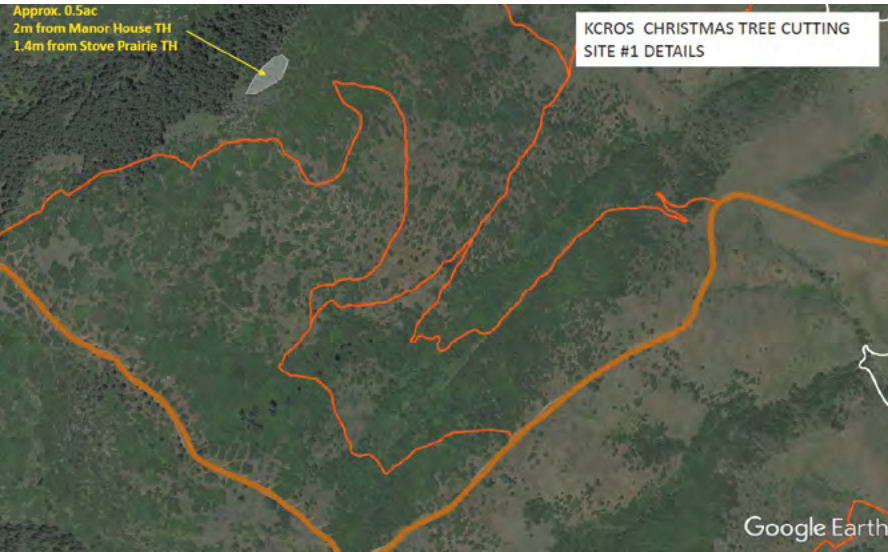 Approx. 0.5ac
2m from Manor House TH
1.4m from Stove Prairie TH
KCROS CHRISTMAS TREE CUTTING
SITE #1 DETAILS
Google Earth